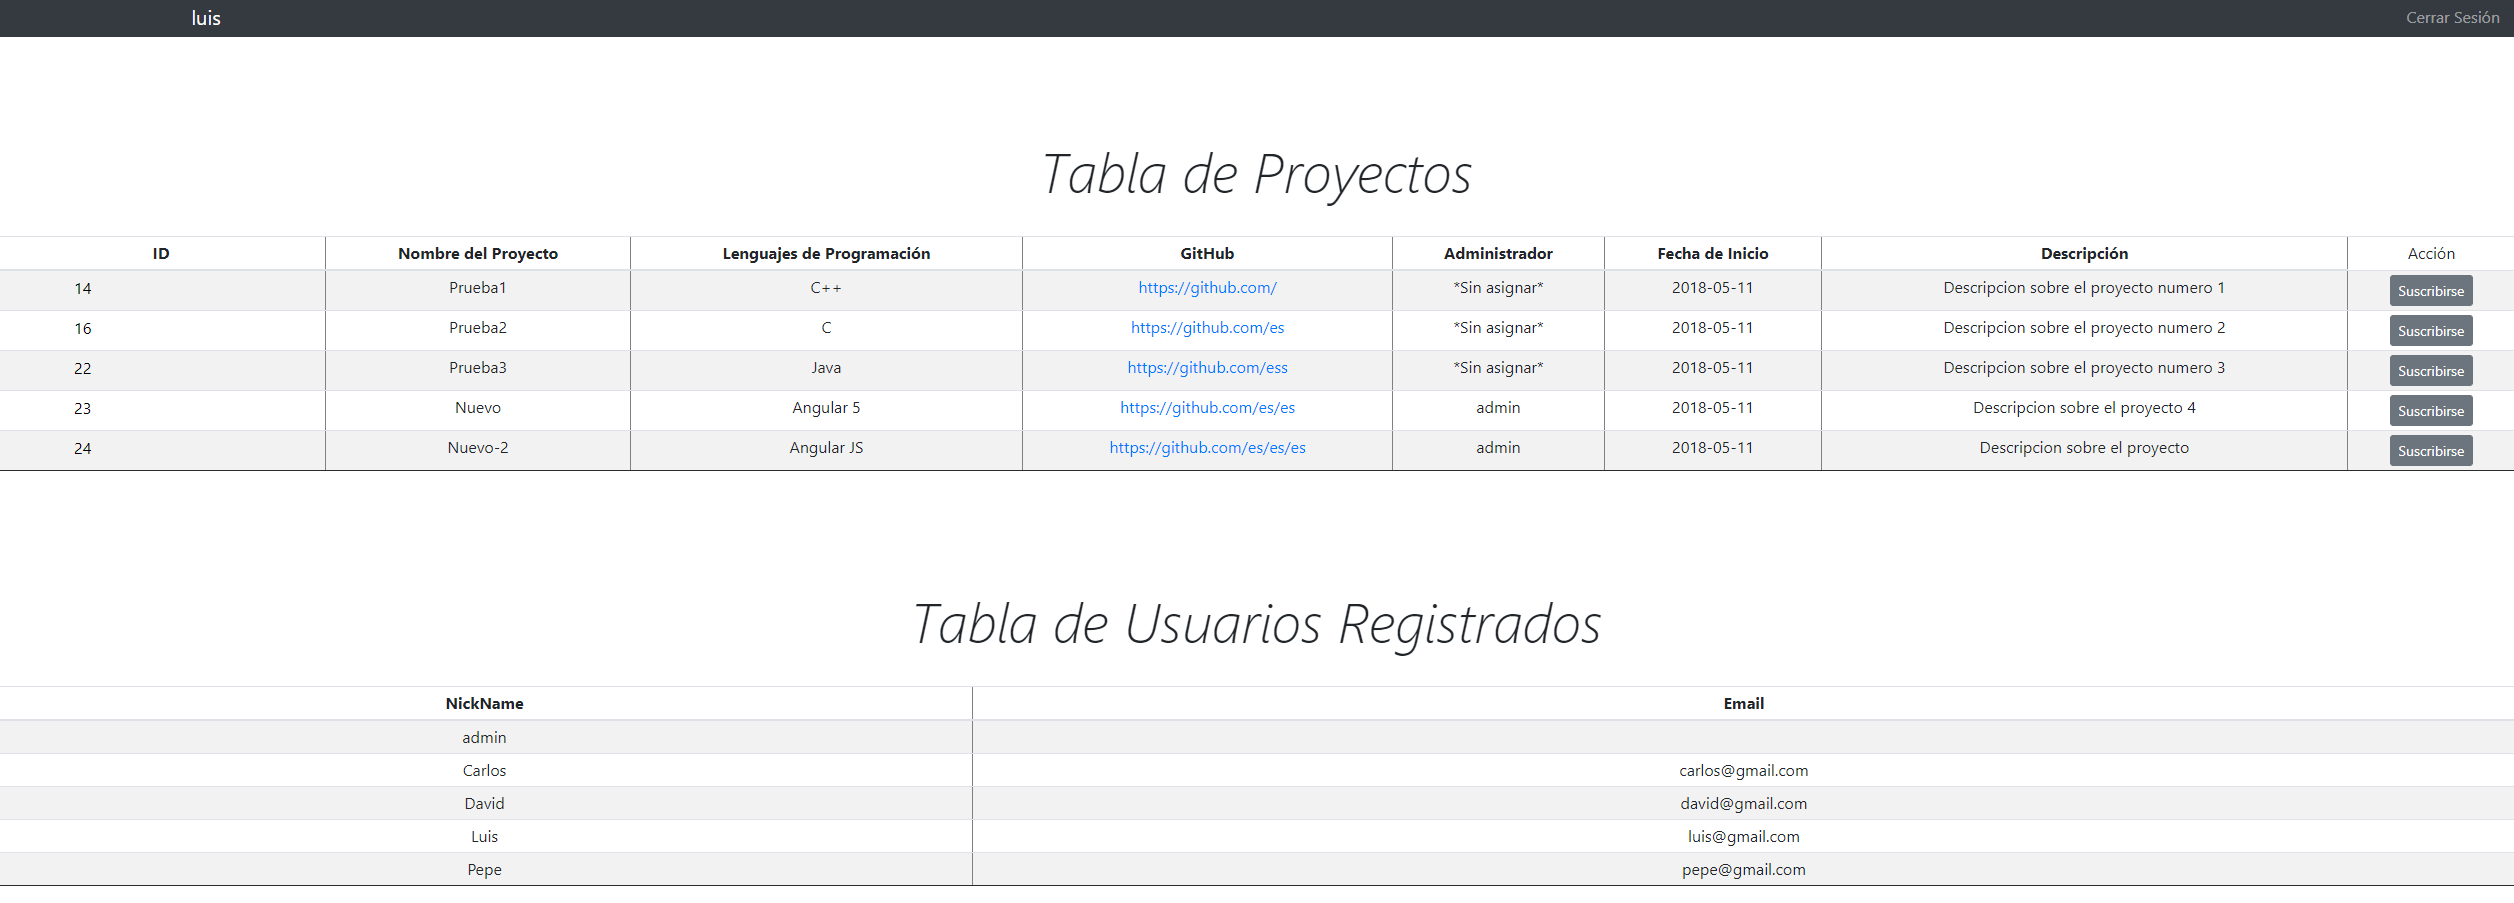 luis Cerrar Sesión
Tabla de Proyectos
ID Nombre del Proyecto Lenguajes de Programación GitHub Administrador Fecha de Inicio Descripción Acción
14 Prueba1 C++ https://github.com/ *Sin asignar* 2018-05-11 Descripcion sobre el proyecto numero 1 Suscribirse
16 Prueba2 C https://github.com/es *Sin asignar* 2018-05-11 Descripcion sobre el proyecto numero 2 Suscribirse
22 Prueba3 Java https://github.com/ess *Sin asignar* 2018-05-11 Descripcion sobre el proyecto numero 3 Suscribirse
23 Nuevo Angular 5 https://github.com/es/es admin 2018-05-11 Descripcion sobre el proyecto 4 Suscribirse
24 Nuevo-2 Angular JS https://github.com/es/es/es admin 2018-05-11 Descripcion sobre el proyecto Suscribirse
Tabla de Usuarios Registrados
NickName Email
admin
Carlos carlos@gmail.com
David david@gmail.com
Luis luis@gmail.com
Pepe pepe@gmail.com